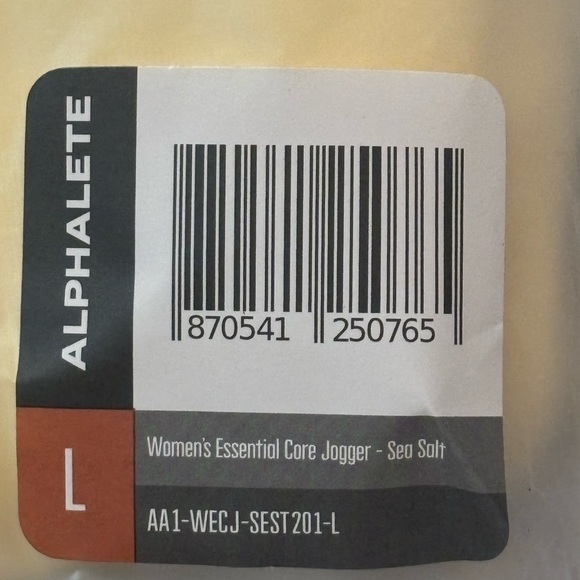 ALPHALETE
870541 250765
L
Women's Essential Core Jogger - Sea Salt
AA1-WECJ-SEST201-L